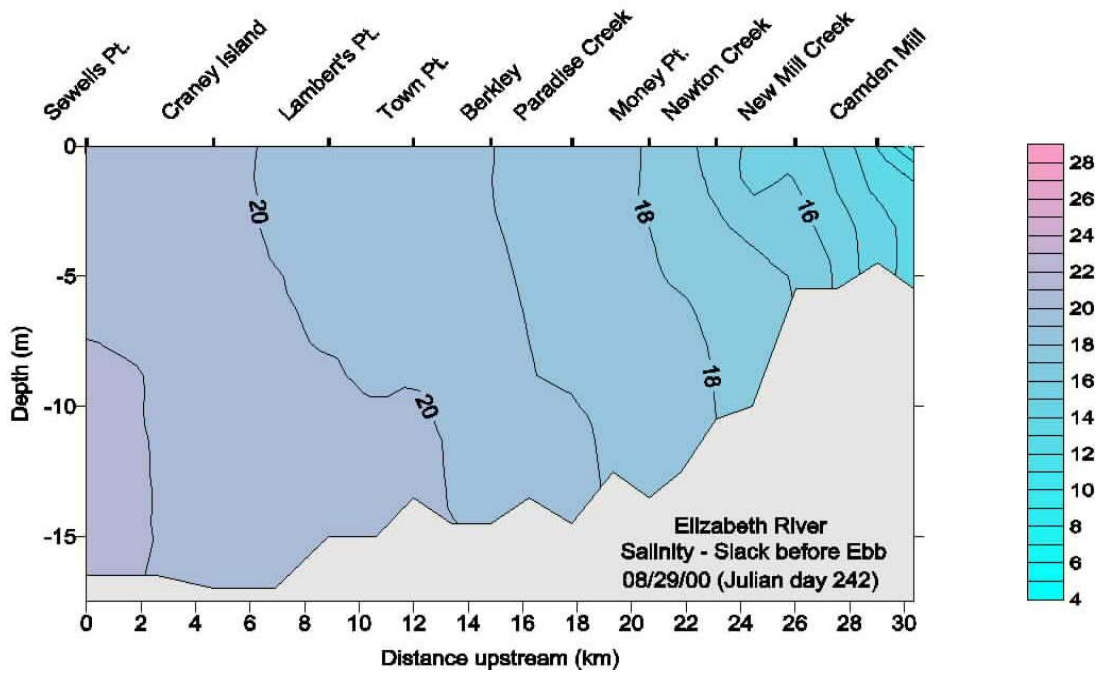 Sewells Pt.
Craney Island
Lambert's Pt.
Town Pt.
Berkley
Paradise Creek
Money Pt.
Newton Creek
New Mill Creek
Camden Mill
0
-5
-10
-15
Depth (m)
20
20
18
18
16
Elizabeth River
Salinity - Slack before Ebb
08/29/00 (Julian day 242)
0 2 4 6 8 10 12 14 16 18 20 22 24 26 28 30
Distance upstream (km)
28
26
24
22
20
18
16
14
12
10
8
6
4